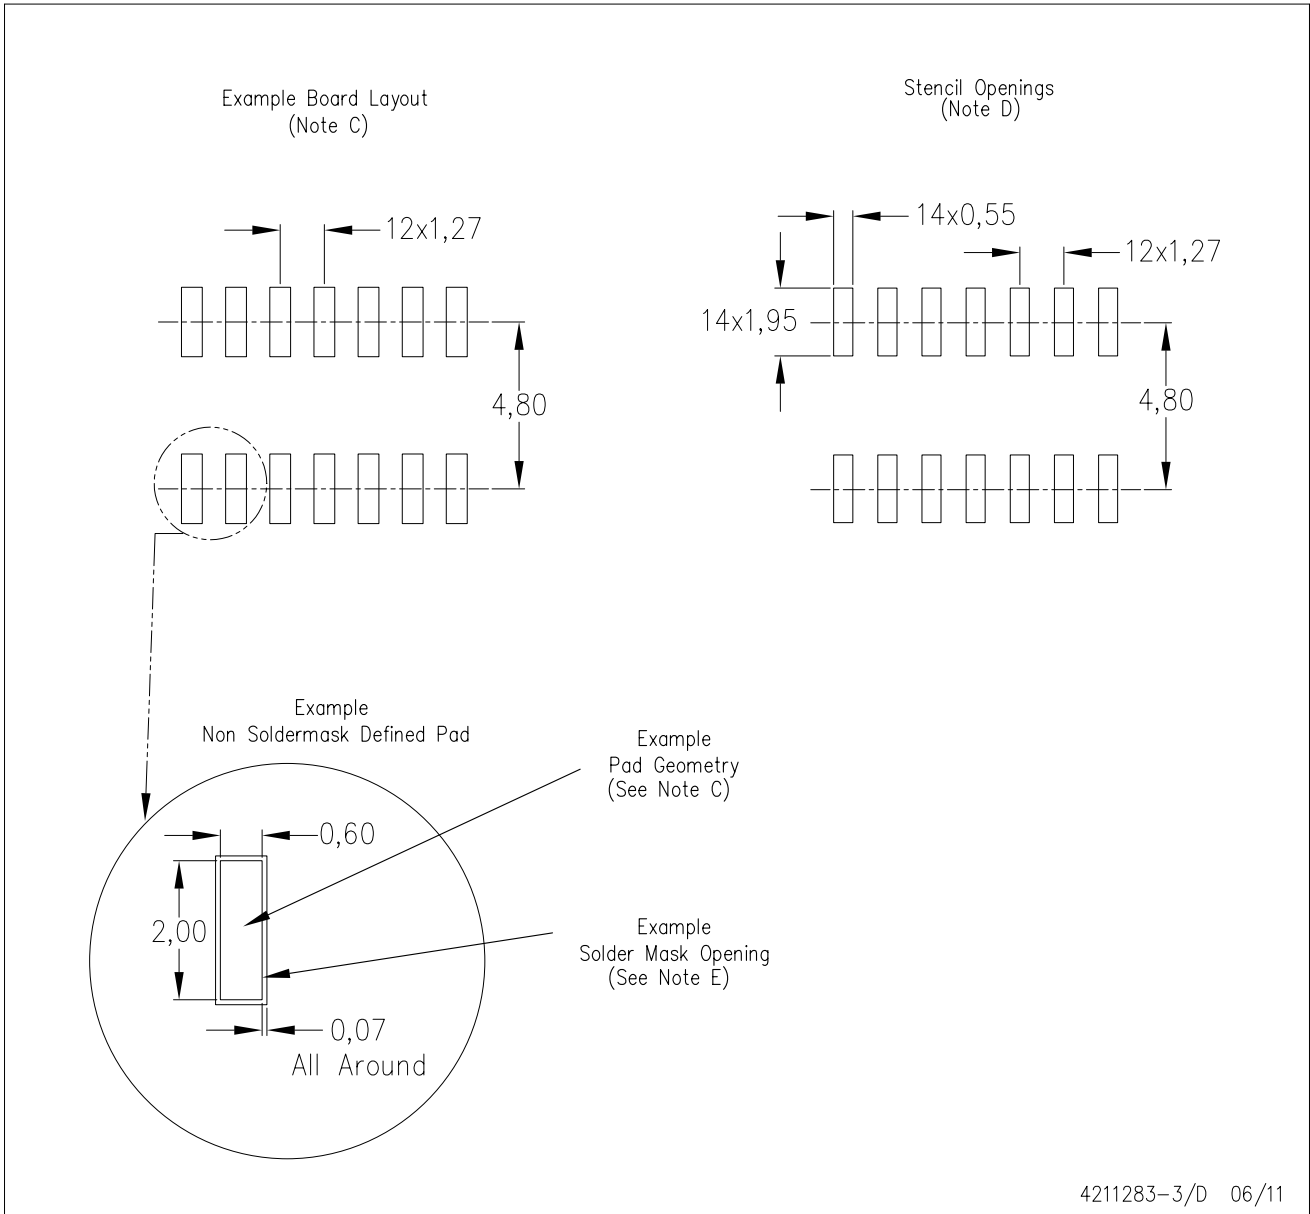 Example Board Layout
(Note C)
Stencil Openings
(Note D)
12x1,27
4,80
14x0,55
12x1,27
14x1,95
4,80
Example
Non Soldermask Defined Pad
Example
Pad Geometry
(See Note C)
0,60
2,00
Example
Solder Mask Opening
(See Note E)
0,07
All Around
4211283-3/D 06/11